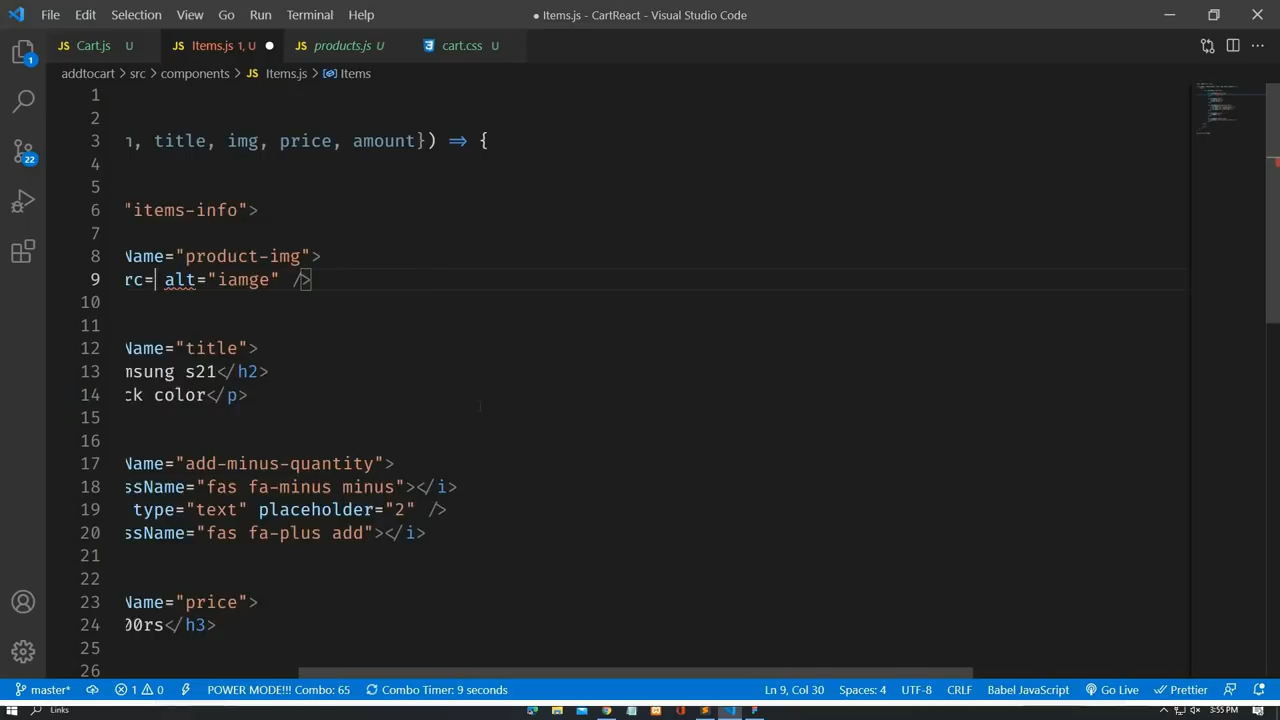 File Edit Selection View Go Run Terminal Help ● Items.js - CartReact - Visual Studio Code
JS Cart.js U JS Items.js 1, U ● JS products.js U cart.css U
addtocart > src > components > JS Items.js > Items
1
2
3 n, title, img, price, amount}) => {
4
5
6 "items-info">
7
8 Name="product-img">
9 rc= alt="iamge" />
10
11
12 Name="title">
13 msung s21</h2>
14 ck color</p>
15
16
17 Name="add-minus-quantity">
18 ssName="fas fa-minus minus"></i>
19 type="text" placeholder="2" />
20 ssName="fas fa-plus add"></i>
21
22
23 Name="price">
24 00rs</h3>
25
26
1
22
master* 1 0 POWER MODE!!! Combo: 65 Combo Timer: 9 seconds Ln 9, Col 30 Spaces: 4 UTF-8 CRLF Babel JavaScript Go Live Prettier
Links 3:55 PM